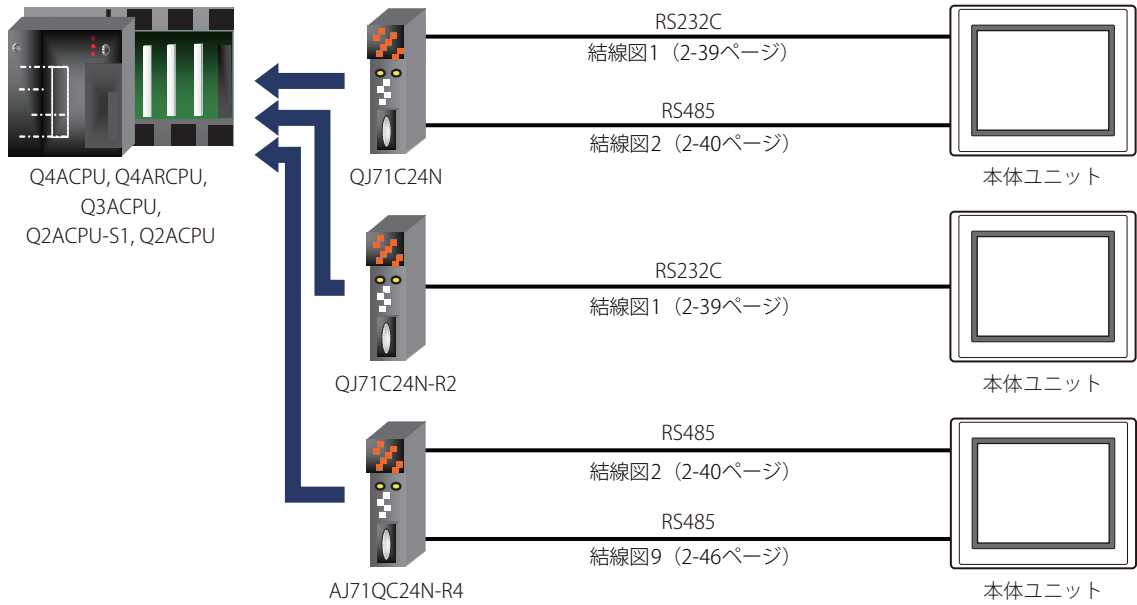 Q4ACPU, Q4ARCPU,
Q3ACPU,
Q2ACPU-S1, Q2ACPU
RS232C
結線図1（2-39ページ）
RS485
結線図2（2-40ページ）
QJ71C24N
本体ユニット
RS232C
結線図1（2-39ページ）
QJ71C24N-R2
本体ユニット
RS485
結線図2（2-40ページ）
RS485
結線図9（2-46ページ）
AJ71QC24N-R4
本体ユニット